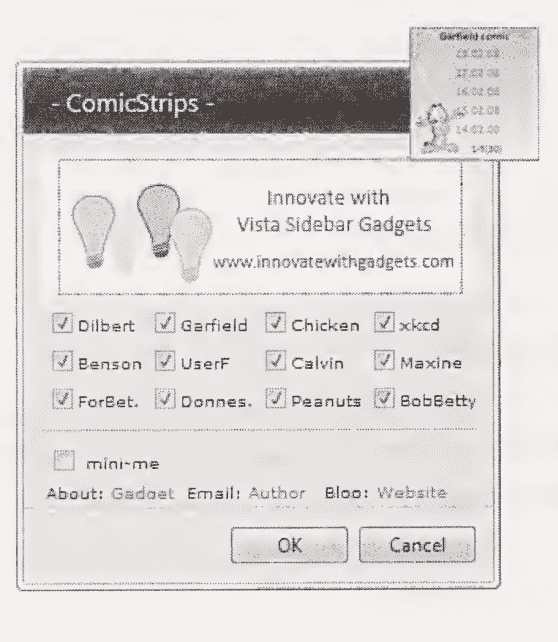 Garfield comic
- ComicStrips -
Innovate with
Vista Sidebar Gadgets
www.innovatewithgadgets.com
Dilbert Garfield Chicken xkcd
Benson UserF Calvin Maxine
ForBet. Donnes. Peanuts BobBetty
mini-me
About: Gadget Email: Author Blog: Website
OK Cancel